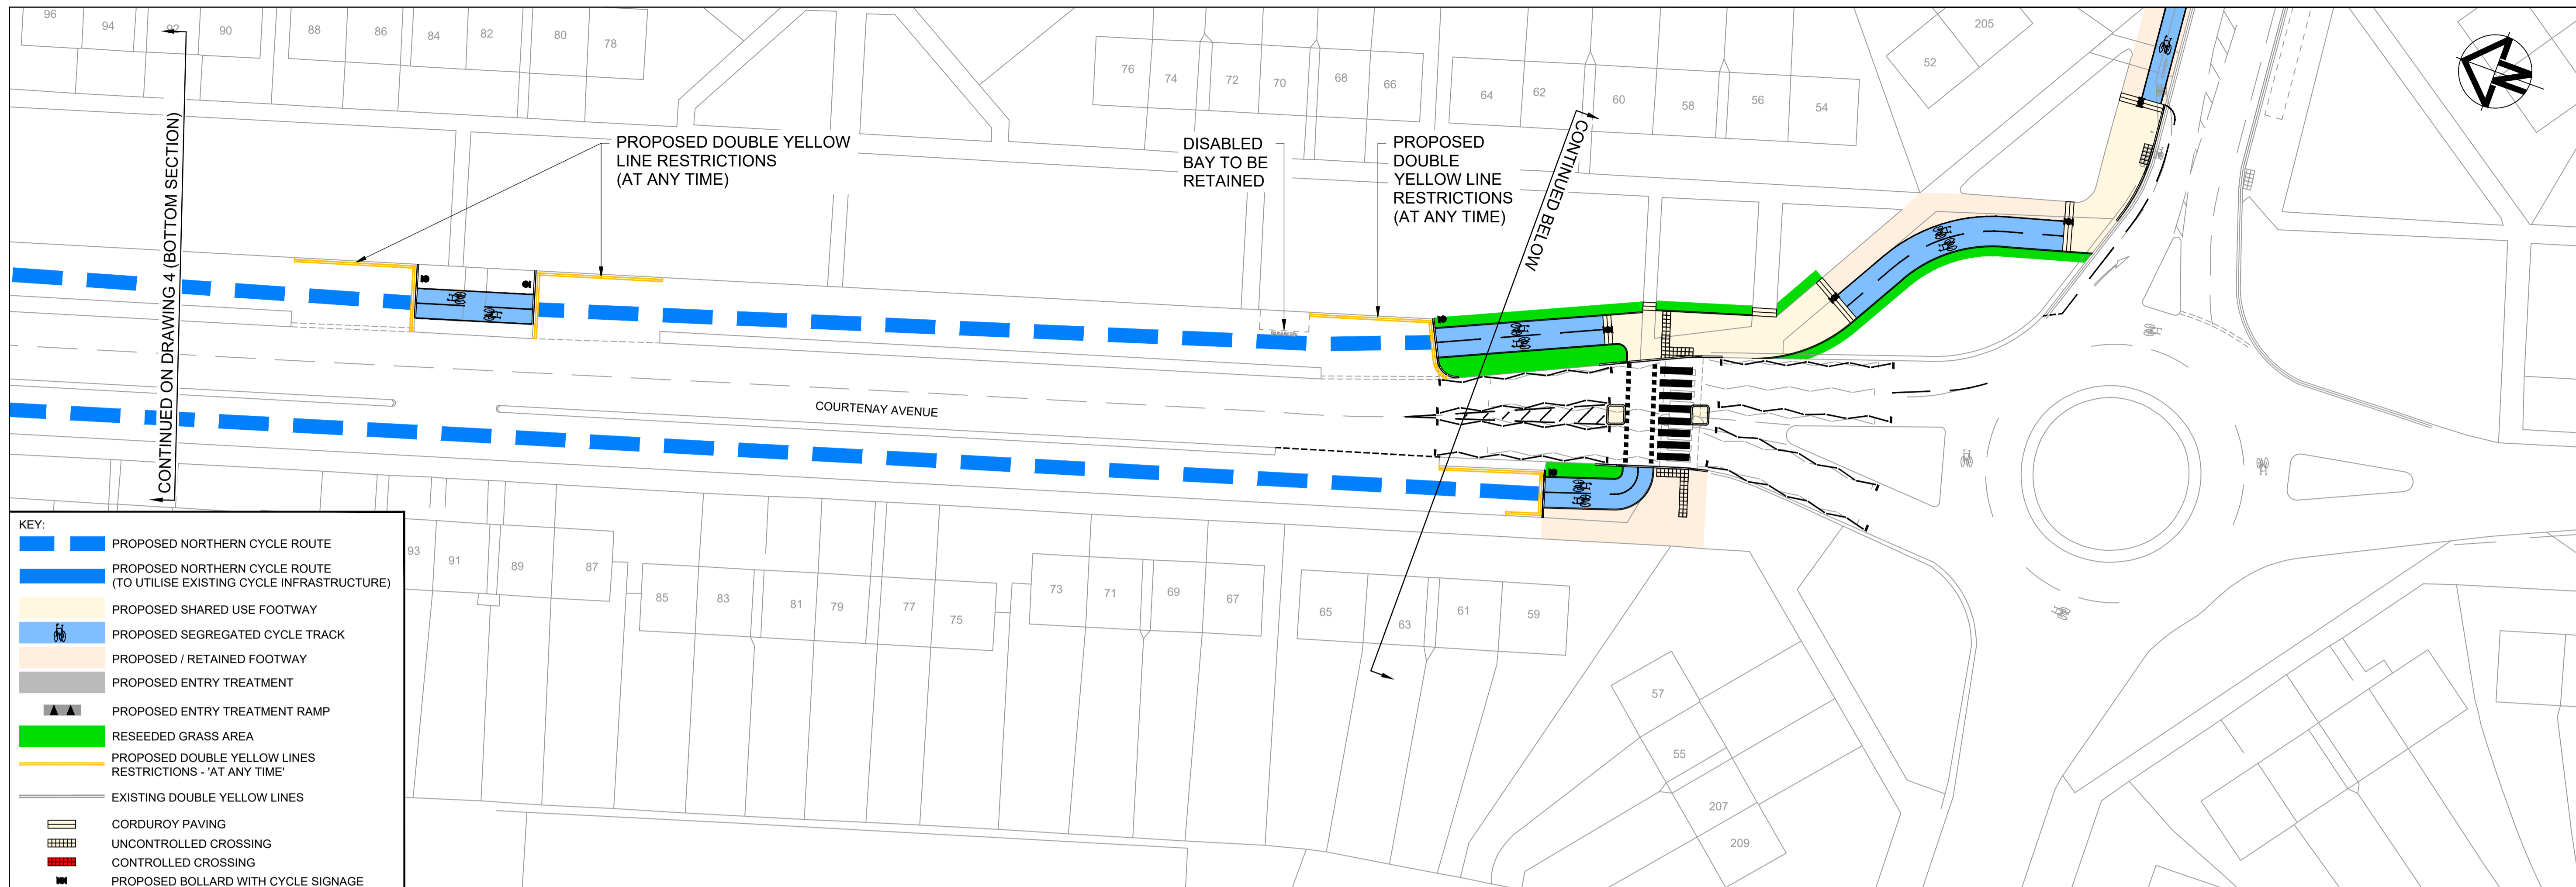 96
94
92
90
88
86
84
82
80
78
76
74
72
70
68
66
64
62
60
58
56
54
52
205
N
CONTINUED ON DRAWING 4 (BOTTOM SECTION)
PROPOSED DOUBLE YELLOW
LINE RESTRICTIONS
(AT ANY TIME)
DISABLED
BAY TO BE
RETAINED
PROPOSED
DOUBLE
YELLOW LINE
RESTRICTIONS
(AT ANY TIME)
CONTINUED BELOW
COURTENAY AVENUE
93
91
89
87
85
83
81
79
77
75
73
71
69
67
65
63
61
59
57
55
207
209
KEY:
PROPOSED NORTHERN CYCLE ROUTE
PROPOSED NORTHERN CYCLE ROUTE
(TO UTILISE EXISTING CYCLE INFRASTRUCTURE)
PROPOSED SHARED USE FOOTWAY
PROPOSED SEGREGATED CYCLE TRACK
PROPOSED / RETAINED FOOTWAY
PROPOSED ENTRY TREATMENT
PROPOSED ENTRY TREATMENT RAMP
RESEEDED GRASS AREA
PROPOSED DOUBLE YELLOW LINES
RESTRICTIONS - 'AT ANY TIME'
EXISTING DOUBLE YELLOW LINES
CORDUROY PAVING
UNCONTROLLED CROSSING
CONTROLLED CROSSING
PROPOSED BOLLARD WITH CYCLE SIGNAGE